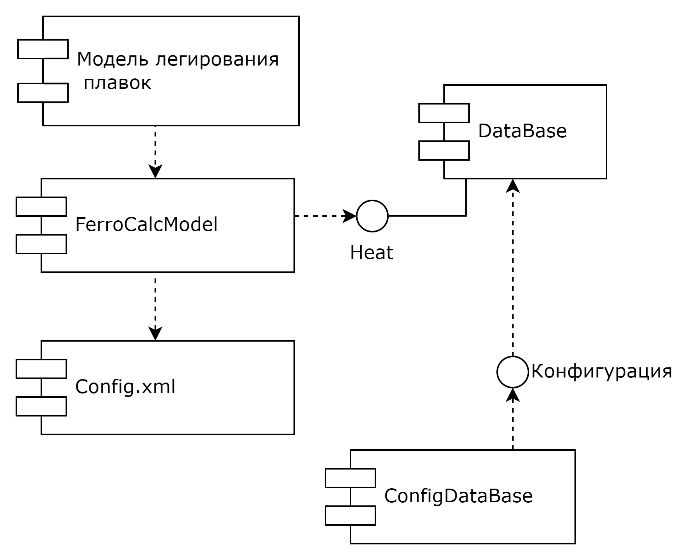 Модель легирования
плавок
DataBase
FerroCalcModel
Heat
Config.xml
Конфигурация
ConfigDataBase